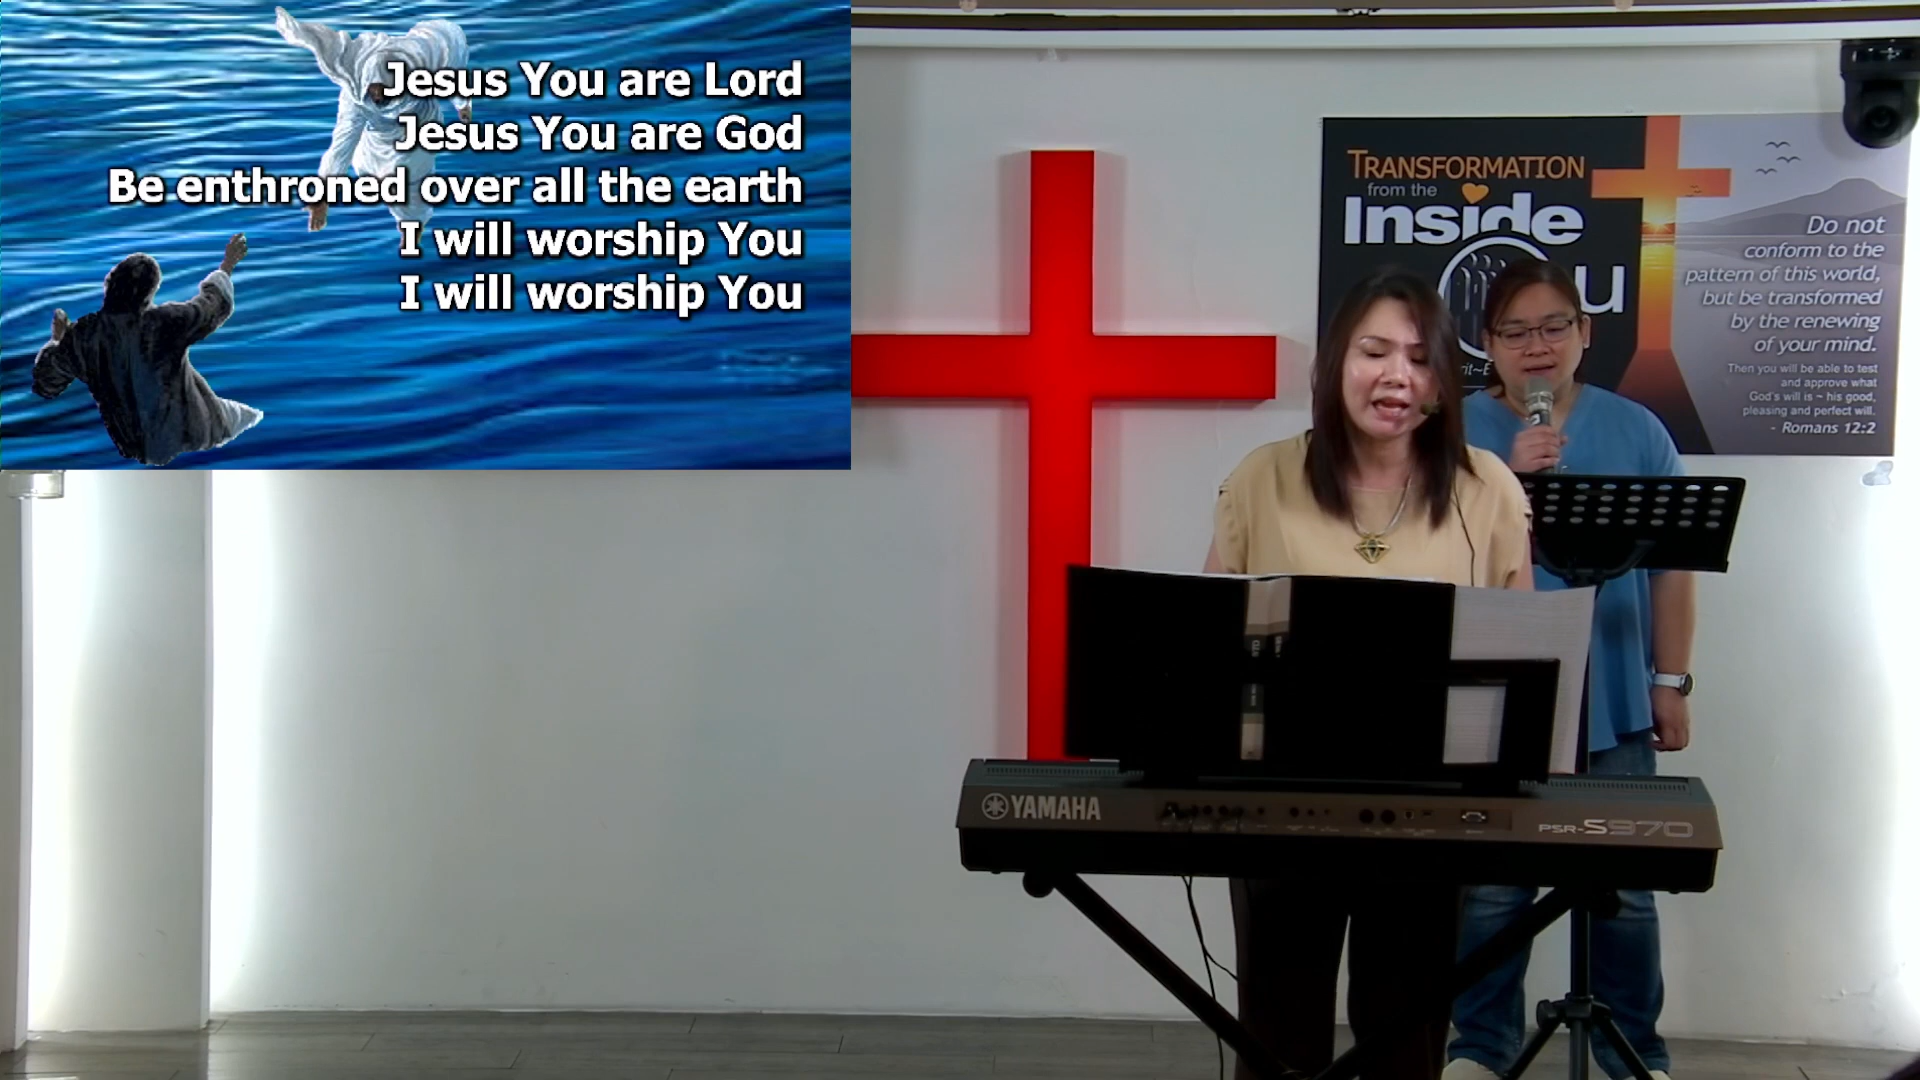 Jesus You are Lord
Jesus You are God
Be enthroned over all the earth
I will worship You
I will worship You
TRANSFORMATION
from the
Inside
u
Do not
conform to the
pattern of this world,
but be transformed
by the renewing
of your mind.
Then you will be able to test
and approve what
God's will is ~ his good,
pleasing and perfect will.
- Romans 12:2
YAMAHA
PSR-S970